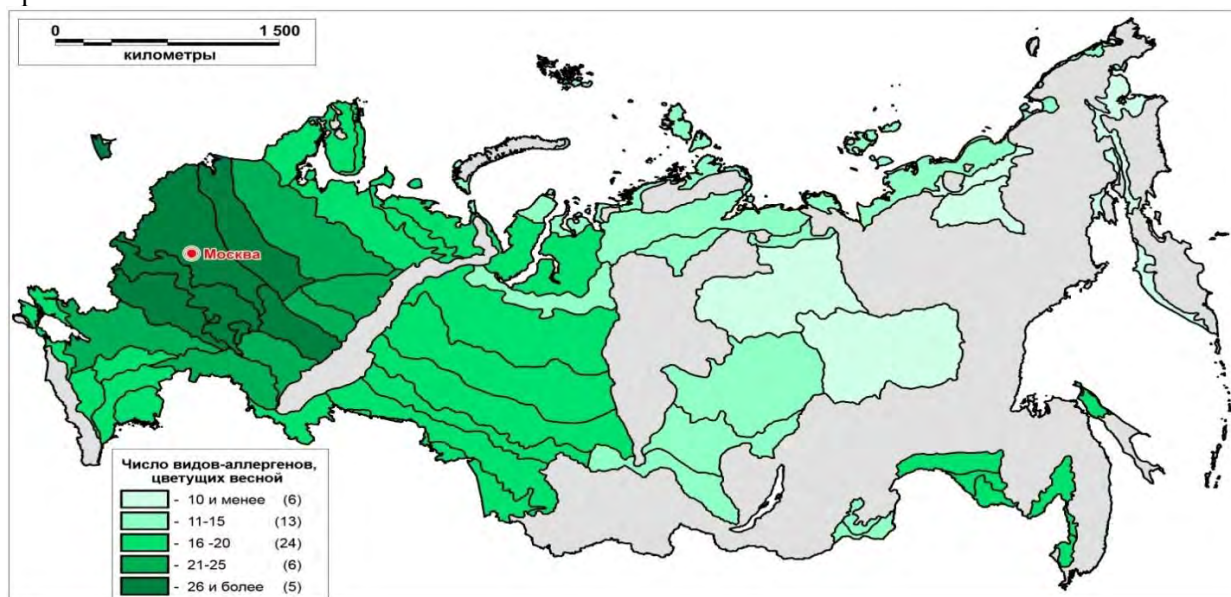 0 1 500
километры
Москва
Число видов-аллергенов,
цветущих весной
- 10 и менее (6)
- 11-15 (13)
- 16 -20 (24)
- 21-25 (6)
- 26 и более (5)